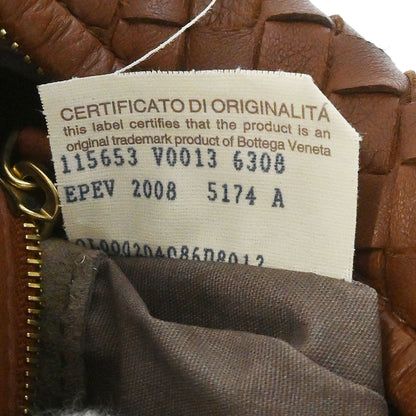 CERTIFICATO DI ORIGINALITÁ
this label certifies that the product is an
original trademark product of Bottega Veneta
115653 V0013 6308
EPEV 2008 5174 A